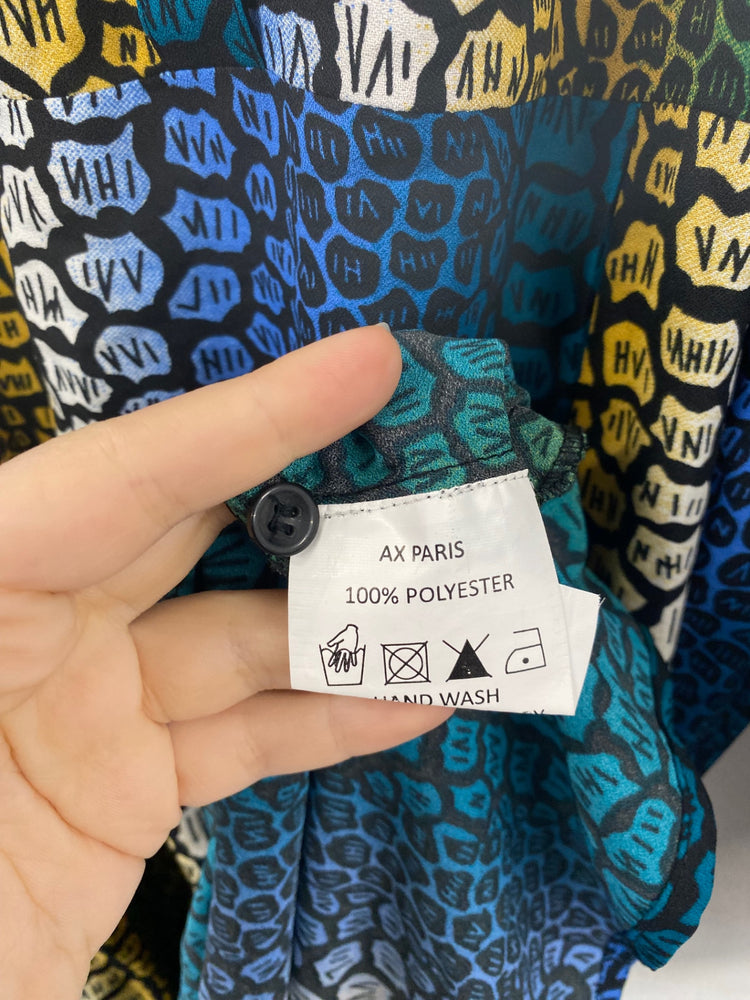 AX PARIS
100% POLYESTER
HAND WASH